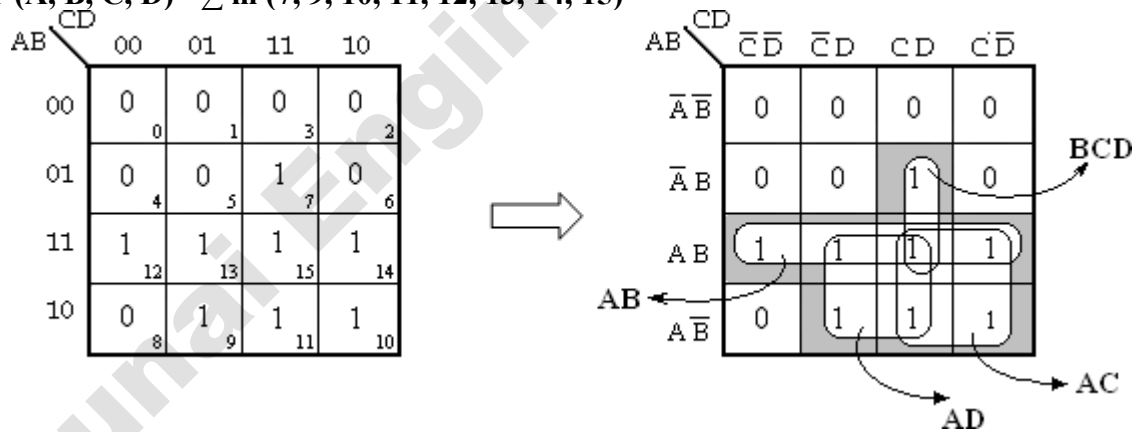 (A, B, C, D) = ∑ m (7, 9, 10, 11, 12, 13, 14, 15)
CD
AB 00 01 11 10
00 0 0 0 0
0 1 3 2
01 0 0 1 0
4 5 7 6
11 1 1 1 1
12 13 15 14
10 0 1 1 1
8 9 11 10
CD
AB C̅D̅ C̅D CD CD̅
A̅B̅ 0 0 0 0
BCD
A̅B 0 0 1 0
AB 1 1 1 1
AB
AB̅ 0 1 1 1
AC
AD